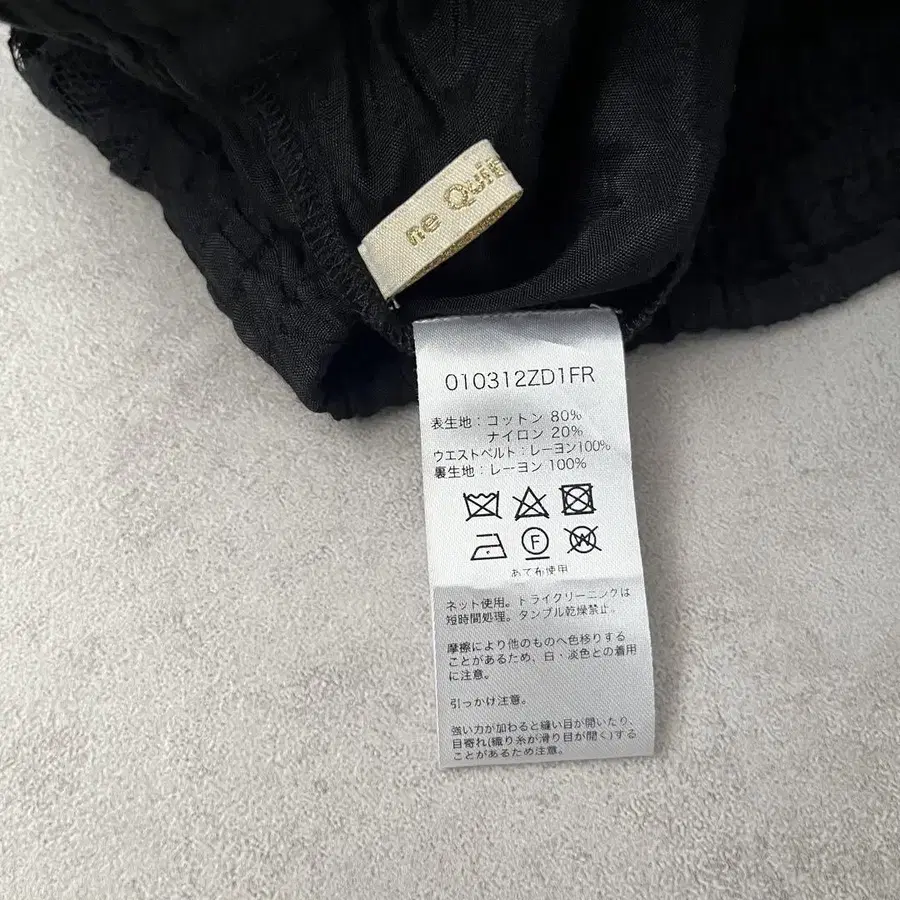 ne Quin
010312ZD1FR
表生地：コットン 80%
ナイロン 20%
ウエストベルト：レーヨン100%
裏生地：レーヨン 100%
F
W
あて布使用
ネット使用。ドライクリーニングは
短時間処理。タンブル乾燥禁止。
摩擦により他のものへ色移りする
ことがあるため、白・淡色との着用
に注意。
引っかけ注意。
強い力が加わると縫い目が開いたり、
目寄れ(織り糸が滑り目が開く)する
ことがあるため注意。